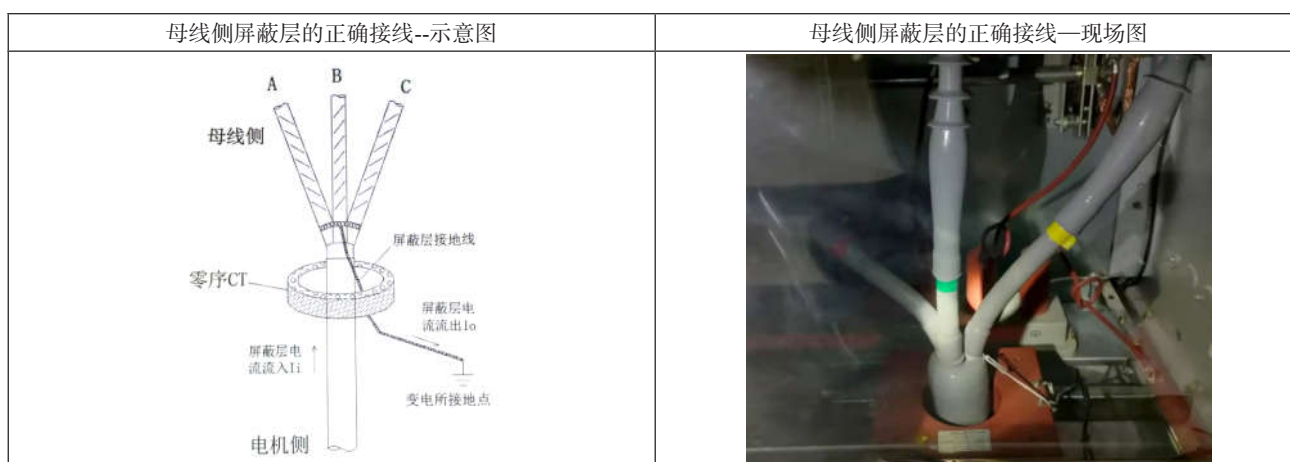 母线侧屏蔽层的正确接线--示意图
母线侧屏蔽层的正确接线—现场图
A
B
C
母线侧
屏蔽层接地线
零序CT
屏蔽层电
流流出Io
屏蔽层电
流流入Ii
变电所接地点
电机侧